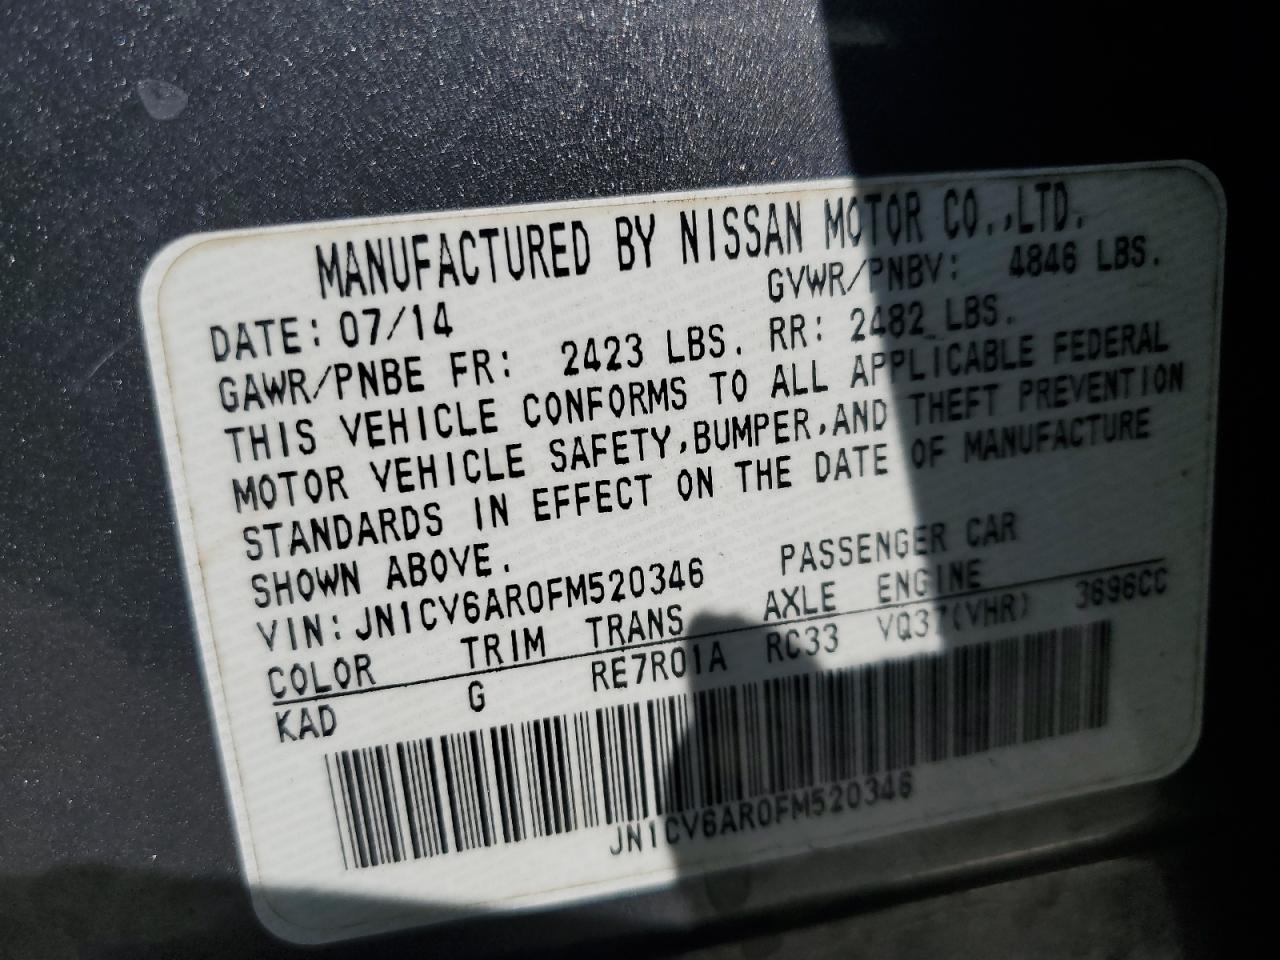 MANUFACTURED BY NISSAN MOTOR CO.,LTD.
DATE: 07/14 GVWR/PNBV: 4846 LBS.
GAWR/PNBE FR: 2423 LBS. RR: 2482 LBS.
THIS VEHICLE CONFORMS TO ALL APPLICABLE FEDERAL
MOTOR VEHICLE SAFETY,BUMPER,AND THEFT PREVENTION
STANDARDS IN EFFECT ON THE DATE OF MANUFACTURE
SHOWN ABOVE.
VIN: JN1CV6AR0FM520346 PASSENGER CAR
COLOR TRIM TRANS AXLE ENGINE
KAD G RE7R01A RC33 VQ37(VHR) 3696CC
JN1CV6AR0FM520346